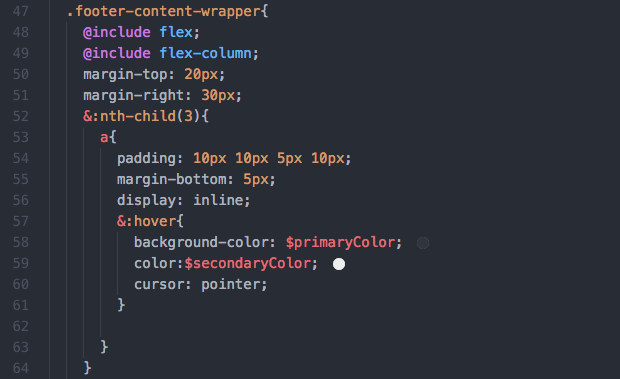 47 .footer-content-wrapper{
48 @include flex;
49 @include flex-column;
50 margin-top: 20px;
51 margin-right: 30px;
52 &:nth-child(3){
53 a{
54 padding: 10px 10px 5px 10px;
55 margin-bottom: 5px;
56 display: inline;
57 &:hover{
58 background-color: $primaryColor;
59 color:$secondaryColor;
60 cursor: pointer;
61 }
62
63 }
64 }